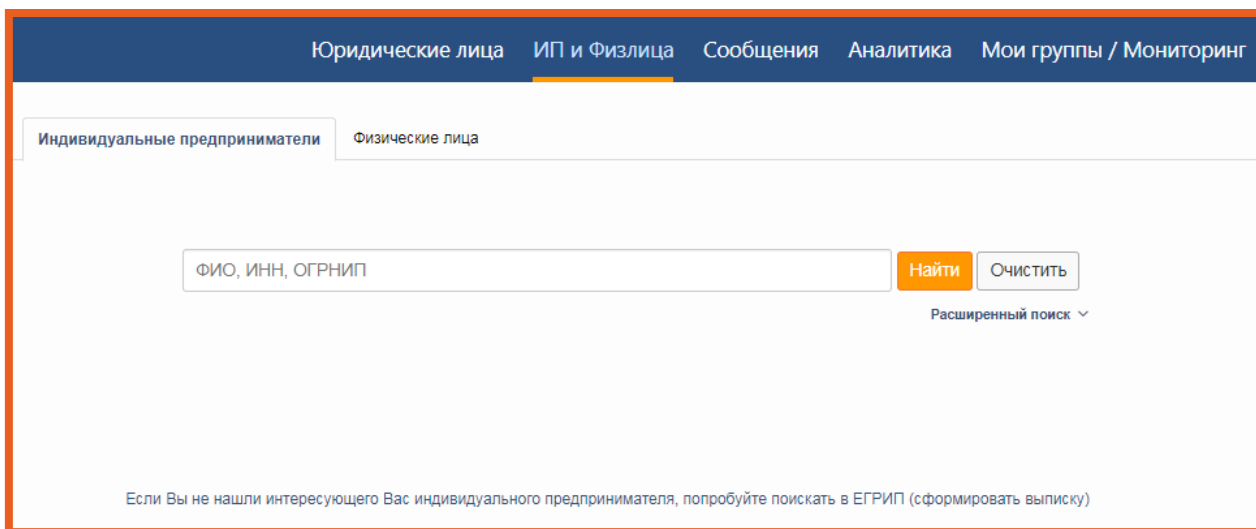 Юридические лица ИП и Физлица Сообщения Аналитика Мои группы / Мониторинг
Индивидуальные предприниматели Физические лица
ФИО, ИНН, ОГРНИП Найти Очистить
Расширенный поиск
Если Вы не нашли интересующего Вас индивидуального предпринимателя, попробуйте поискать в ЕГРИП (сформировать выписку)